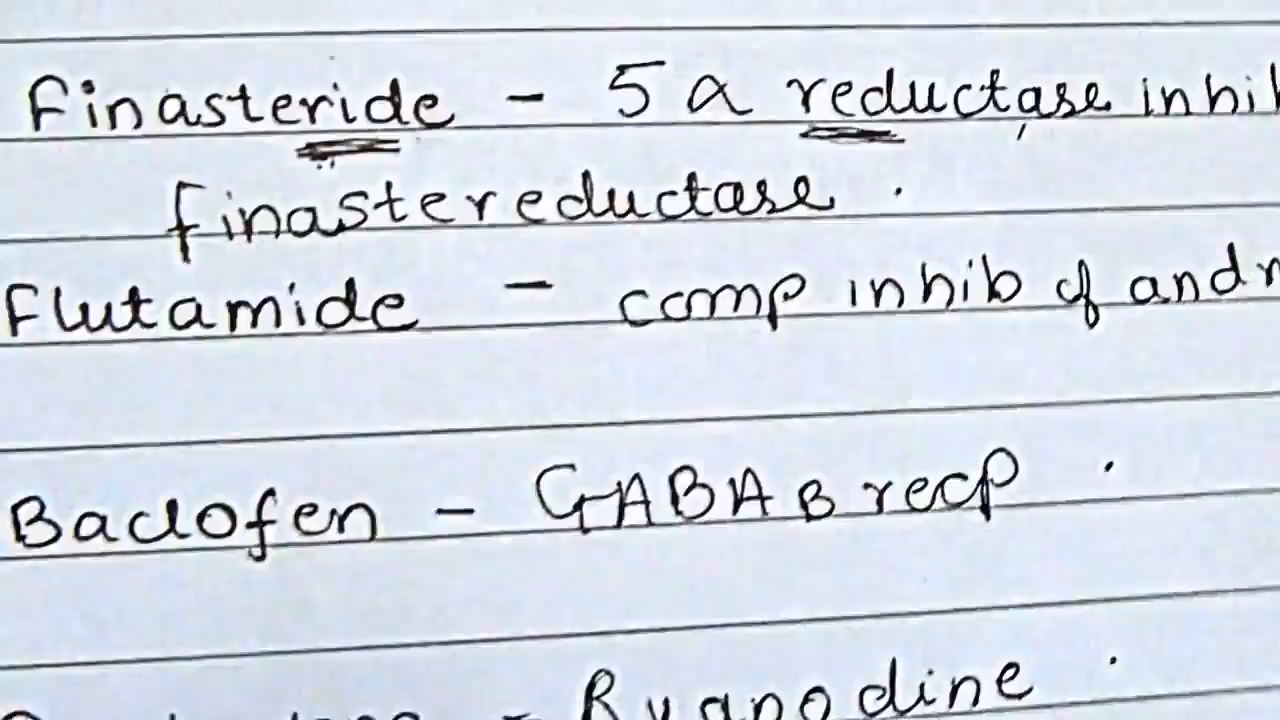 Finasteride - 5 α reductase inhib
finastereductase .
Flutamide - comp inhib of andr
Baclofen - GABA B recp .
- Ryanodine .